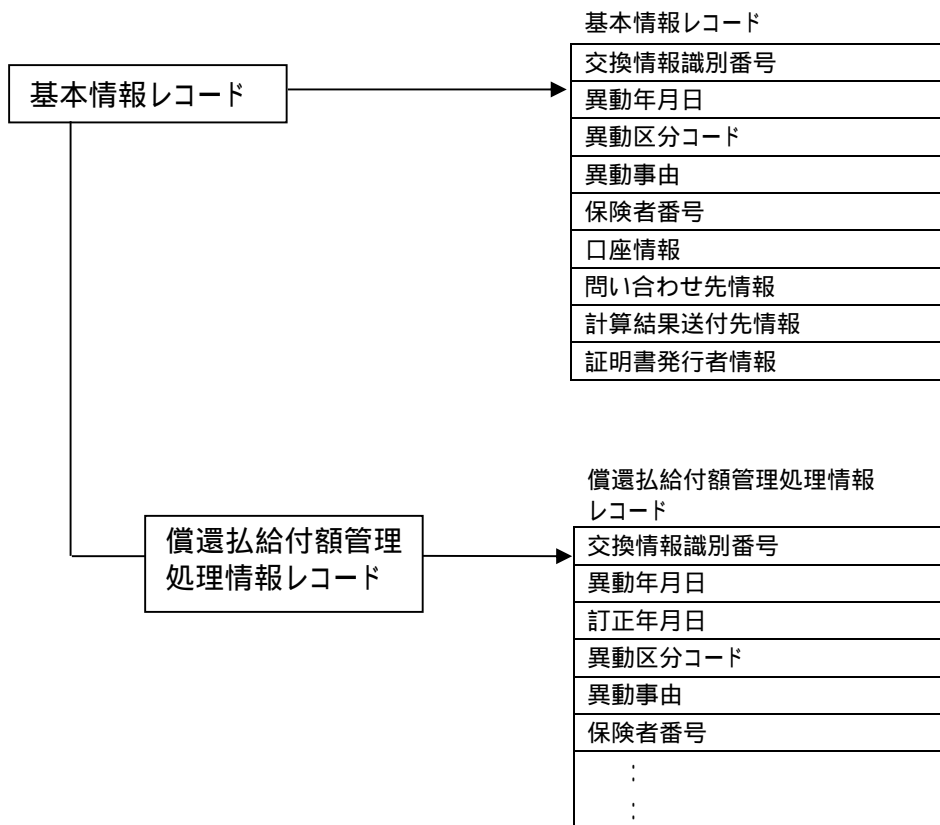 基本情報レコード
基本情報レコード
交換情報識別番号
異動年月日
異動区分コード
異動事由
保険者番号
口座情報
問い合わせ先情報
計算結果送付先情報
証明書発行者情報
償還払給付額管理
処理情報レコード
償還払給付額管理処理情報
レコード
交換情報識別番号
異動年月日
訂正年月日
異動区分コード
異動事由
保険者番号
:
: